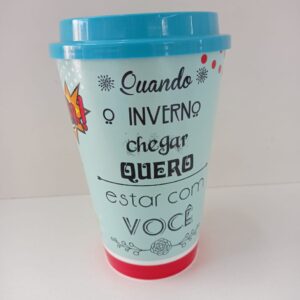 Quando
O INVERNO
chegar
QUERO
estar com
VOCÊ